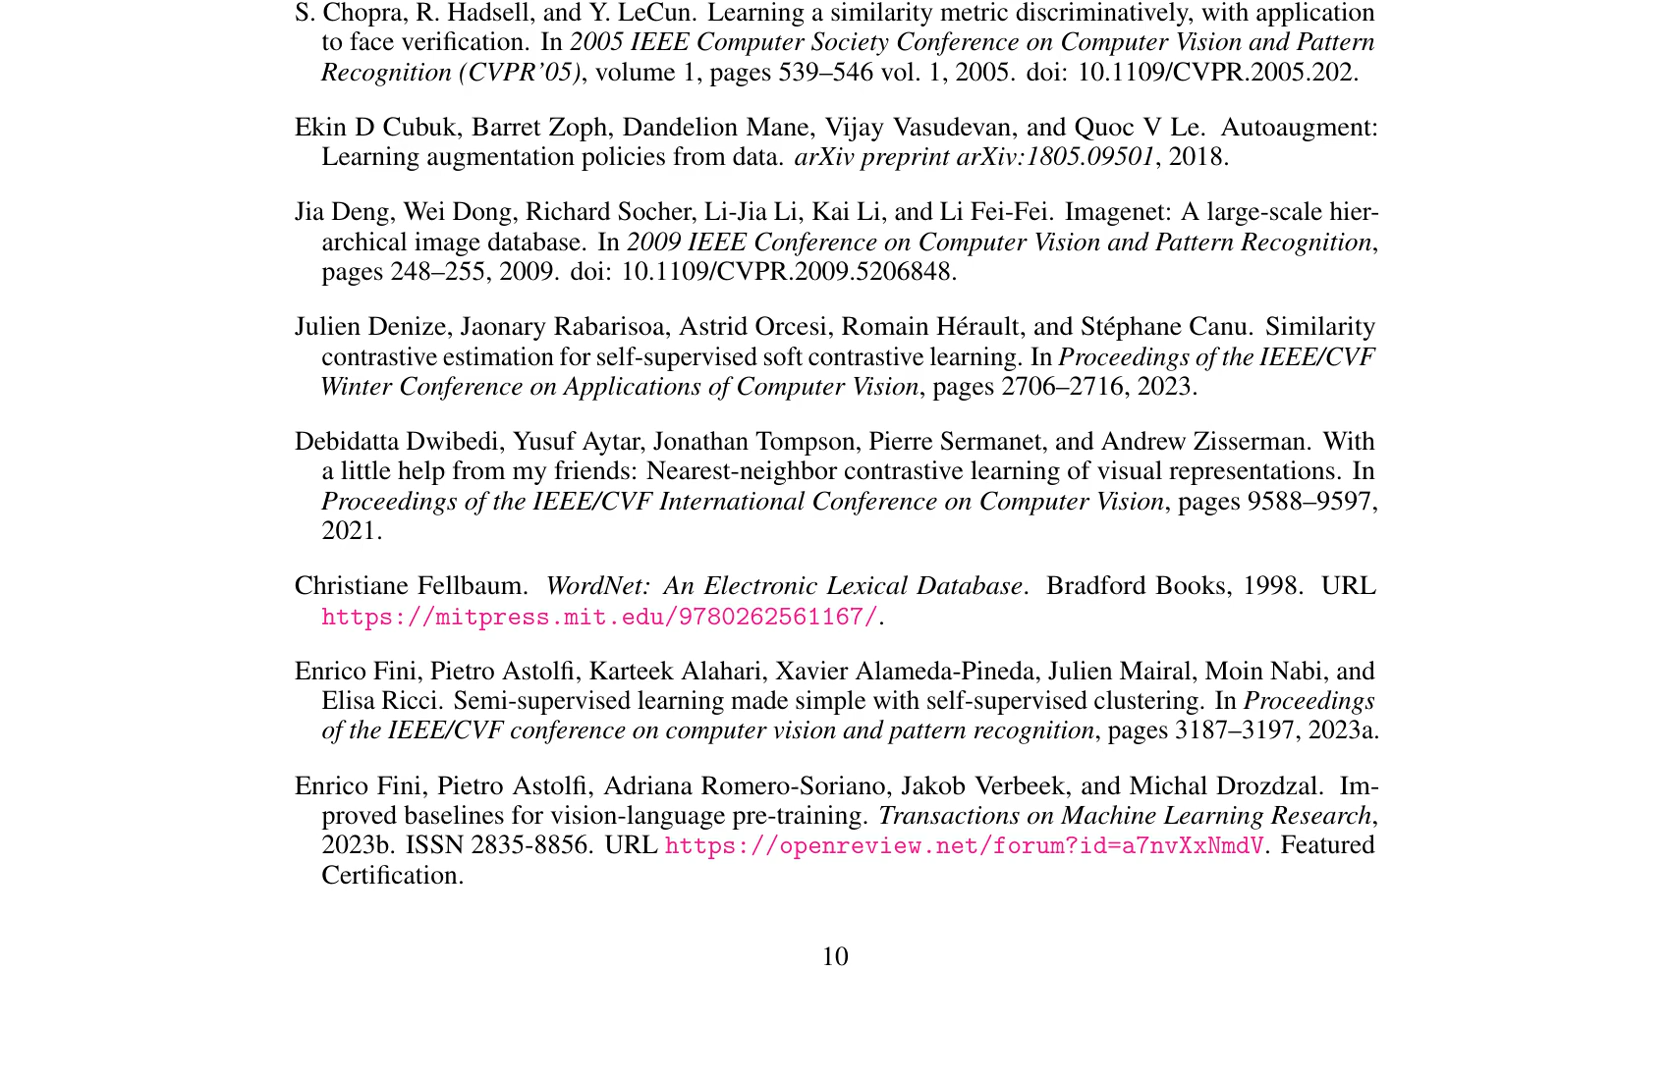 S. Chopra, R. Hadsell, and Y. LeCun. Learning a similarity metric discriminatively, with application
to face verification. In 2005 IEEE Computer Society Conference on Computer Vision and Pattern
Recognition (CVPR'05), volume 1, pages 539–546 vol. 1, 2005. doi: 10.1109/CVPR.2005.202.
Ekin D Cubuk, Barret Zoph, Dandelion Mane, Vijay Vasudevan, and Quoc V Le. Autoaugment:
Learning augmentation policies from data. arXiv preprint arXiv:1805.09501, 2018.
Jia Deng, Wei Dong, Richard Socher, Li-Jia Li, Kai Li, and Li Fei-Fei. Imagenet: A large-scale hier-
archical image database. In 2009 IEEE Conference on Computer Vision and Pattern Recognition,
pages 248–255, 2009. doi: 10.1109/CVPR.2009.5206848.
Julien Denize, Jaonary Rabarisoa, Astrid Orcesi, Romain Hérault, and Stéphane Canu. Similarity
contrastive estimation for self-supervised soft contrastive learning. In Proceedings of the IEEE/CVF
Winter Conference on Applications of Computer Vision, pages 2706–2716, 2023.
Debidatta Dwibedi, Yusuf Aytar, Jonathan Tompson, Pierre Sermanet, and Andrew Zisserman. With
a little help from my friends: Nearest-neighbor contrastive learning of visual representations. In
Proceedings of the IEEE/CVF International Conference on Computer Vision, pages 9588–9597,
2021.
Christiane Fellbaum. WordNet: An Electronic Lexical Database. Bradford Books, 1998. URL
https://mitpress.mit.edu/9780262561167/.
Enrico Fini, Pietro Astolfi, Karteek Alahari, Xavier Alameda-Pineda, Julien Mairal, Moin Nabi, and
Elisa Ricci. Semi-supervised learning made simple with self-supervised clustering. In Proceedings
of the IEEE/CVF conference on computer vision and pattern recognition, pages 3187–3197, 2023a.
Enrico Fini, Pietro Astolfi, Adriana Romero-Soriano, Jakob Verbeek, and Michal Drozdzal. Im-
proved baselines for vision-language pre-training. Transactions on Machine Learning Research,
2023b. ISSN 2835-8856. URL https://openreview.net/forum?id=a7nvXxNmdV. Featured
Certification.
10